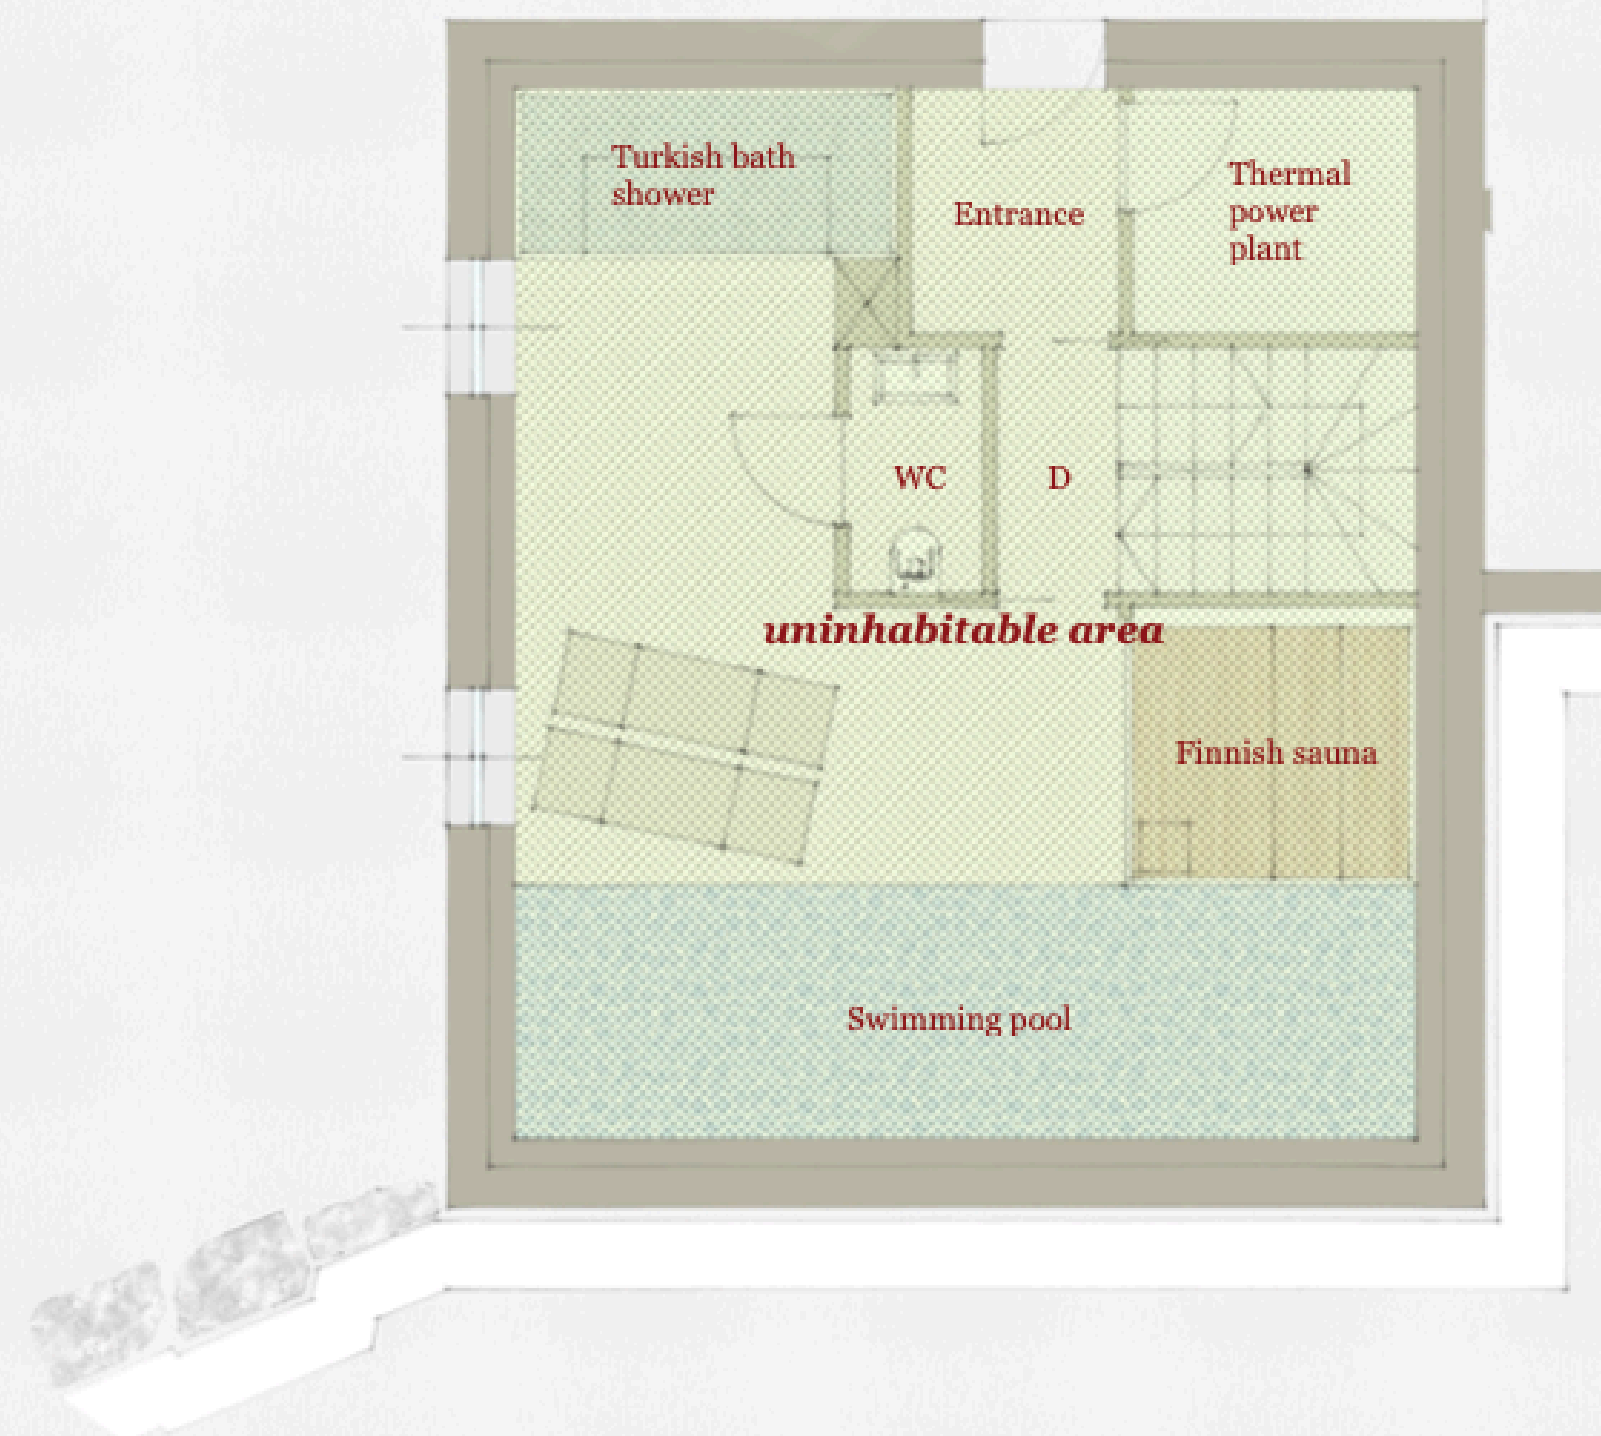 Turkish bath
shower
Entrance
Thermal
power
plant
WC
D
uninhabitable area
Finnish sauna
Swimming pool